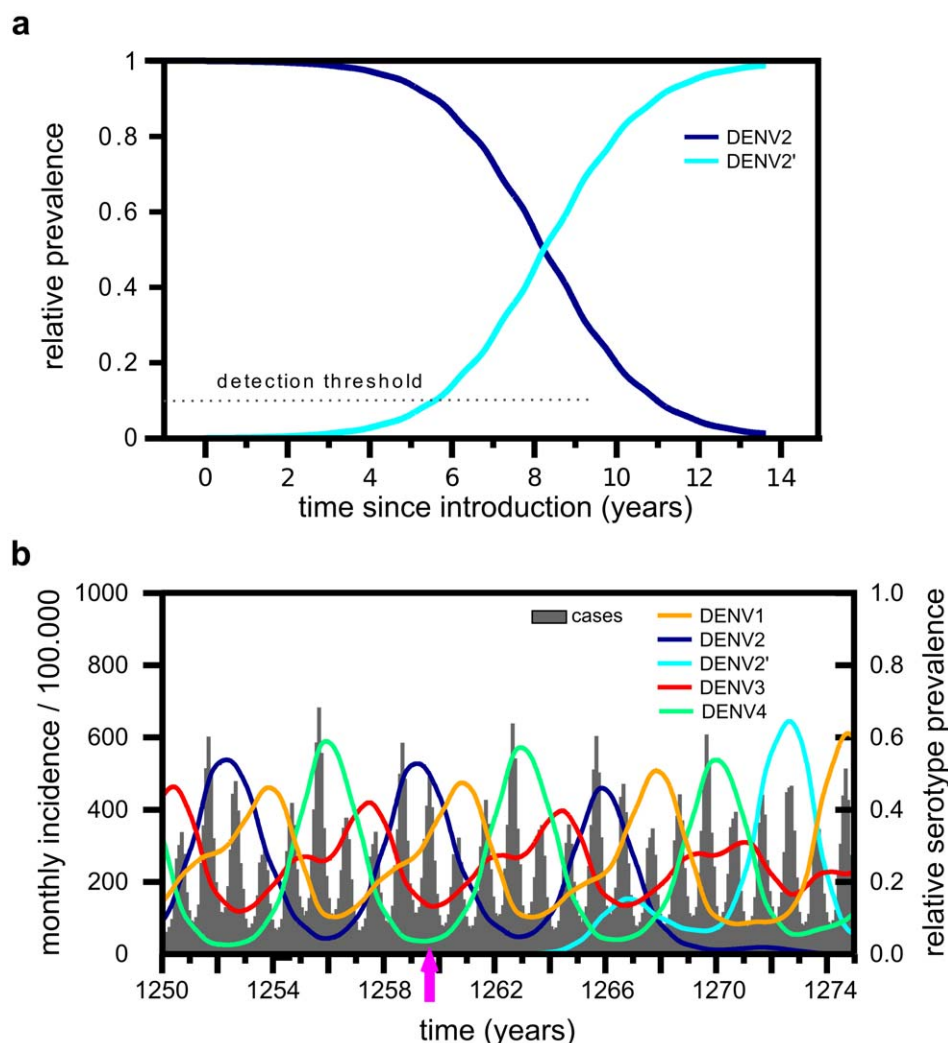 a
relative prevalence
1
0.8
0.6
0.4
0.2
0
DENV2
DENV2'
detection threshold
0 2 4 6 8 10 12 14
time since introduction (years)
b
monthly incidence / 100.000
1000
800
600
400
200
0
cases
DENV1
DENV2
DENV2'
DENV3
DENV4
1.0
0.8
0.6
0.4
0.2
0.0
relative serotype prevalence
1250 1254 1258 1262 1266 1270 1274
time (years)